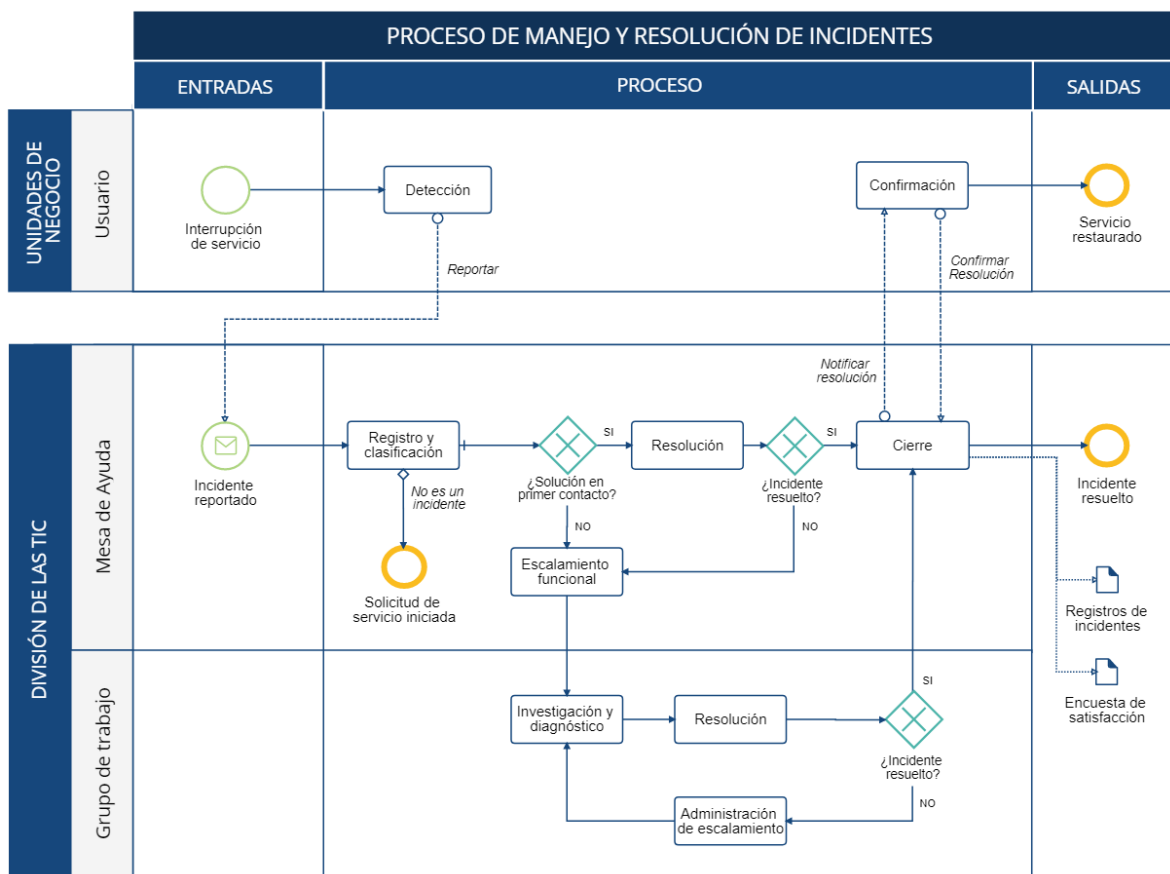 PROCESO DE MANEJO Y RESOLUCIÓN DE INCIDENTES
ENTRADAS
PROCESO
SALIDAS
UNIDADES DE
NEGOCIO
Usuario
Interrupción
de servicio
Detección
Reportar
Confirmación
Confirmar
Resolución
Servicio
restaurado
DIVISIÓN DE LAS TIC
Mesa de Ayuda
Incidente
reportado
Registro y
clasificación
No es un
incidente
Solicitud de
servicio iniciada
¿Solución en
primer contacto?
SI
NO
Resolución
¿Incidente
resuelto?
SI
NO
Notificar
resolución
Cierre
Incidente
resuelto
Escalamiento
funcional
Registros de
incidentes
Encuesta de
satisfacción
Grupo de trabajo
Investigación y
diagnóstico
Resolución
SI
¿Incidente
resuelto?
NO
Administración
de escalamiento